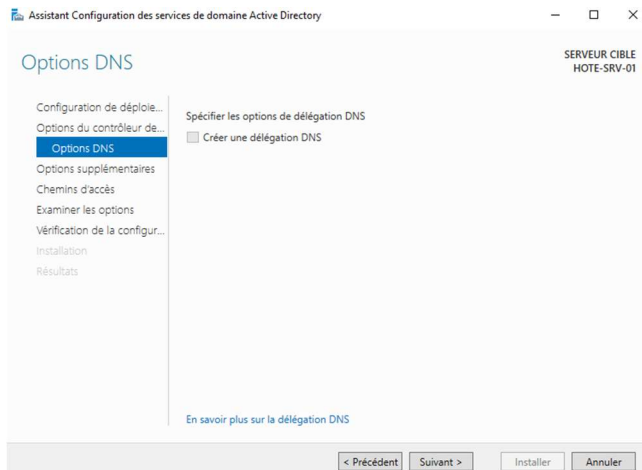 Assistant Configuration des services de domaine Active Directory
Options DNS
SERVEUR CIBLE
HOTE-SRV-01
Configuration de déploie...
Options du contrôleur de...
Options DNS
Options supplémentaires
Chemins d'accès
Examiner les options
Vérification de la configur...
Installation
Résultats
Spécifier les options de délégation DNS
Créer une délégation DNS
En savoir plus sur la délégation DNS
< Précédent
Suivant >
Installer
Annuler